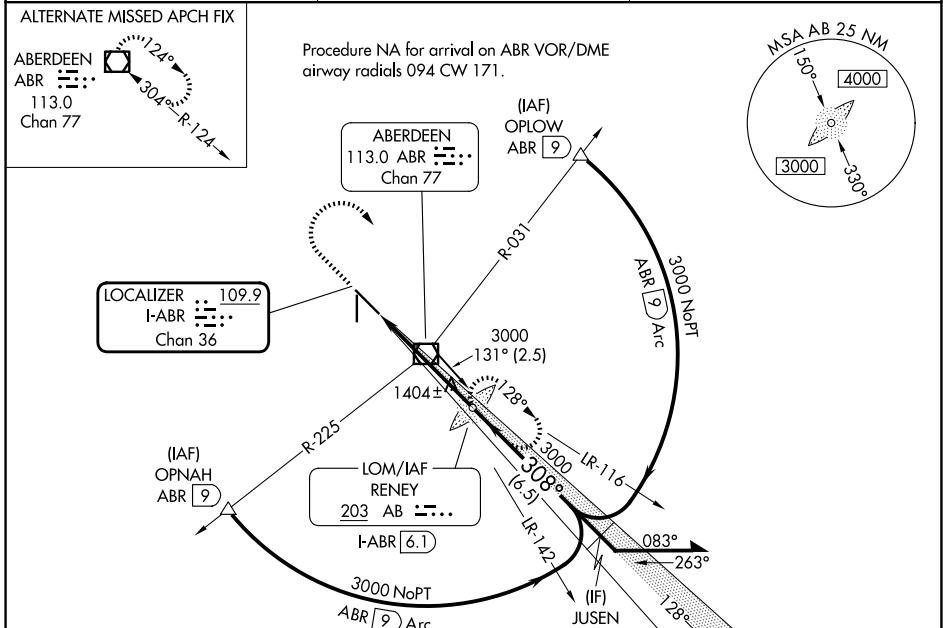 ALTERNATE MISSED APCH FIX
ABERDEEN
ABR
113.0
Chan 77
124°
304°
R-124
Procedure NA for arrival on ABR VOR/DME
airway radials 094 CW 171.
MSA AB 25 NM
150°
4000
3000
330°
(IAF)
OPLOW
ABR 9
ABERDEEN
113.0 ABR
Chan 77
R-031
3000 NoPT
ABR 9 Arc
LOCALIZER 109.9
I-ABR
Chan 36
3000
131° (2.5)
1404±
128°
R-225
3000
LR-116
308°
(6.5)
(IAF)
OPNAH
ABR 9
LOM/IAF
RENEY
203 AB
I-ABR 6.1
LR-142
083°
263°
3000 NoPT
ABR 9 Arc
(IF)
JUSEN
128°